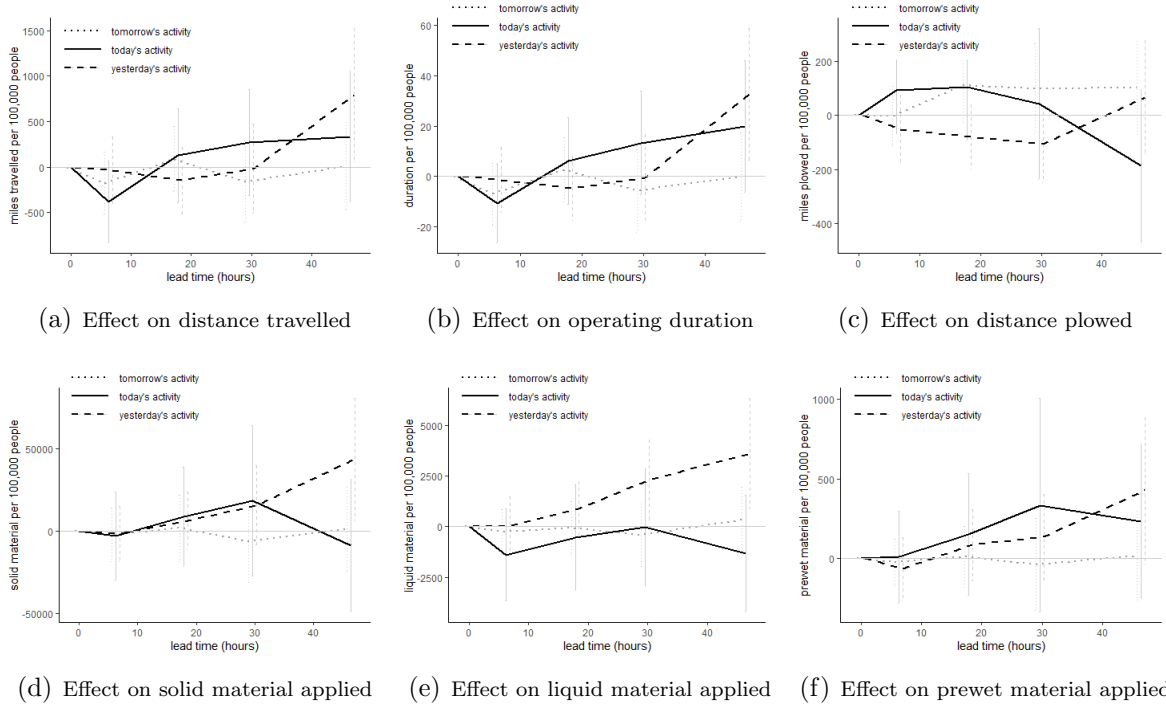 miles travelled per 100,000 people
1500
1000
500
0
-500
tomorrow's activity
today's activity
yesterday's activity
0 10 20 30 40
lead time (hours)
(a) Effect on distance travelled
duration per 100,000 people
60
40
20
0
-20
tomorrow's activity
today's activity
yesterday's activity
0 10 20 30 40
lead time (hours)
(b) Effect on operating duration
miles plowed per 100,000 people
200
0
-200
-400
tomorrow's activity
today's activity
yesterday's activity
0 10 20 30 40
lead time (hours)
(c) Effect on distance plowed
solid material per 100,000 people
50000
0
-50000
tomorrow's activity
today's activity
yesterday's activity
0 10 20 30 40
lead time (hours)
(d) Effect on solid material applied
liquid material per 100,000 people
5000
2500
0
-2500
tomorrow's activity
today's activity
yesterday's activity
0 10 20 30 40
lead time (hours)
(e) Effect on liquid material applied
prewet material per 100,000 people
1000
500
0
tomorrow's activity
today's activity
yesterday's activity
0 10 20 30 40
lead time (hours)
(f) Effect on prewet material applied